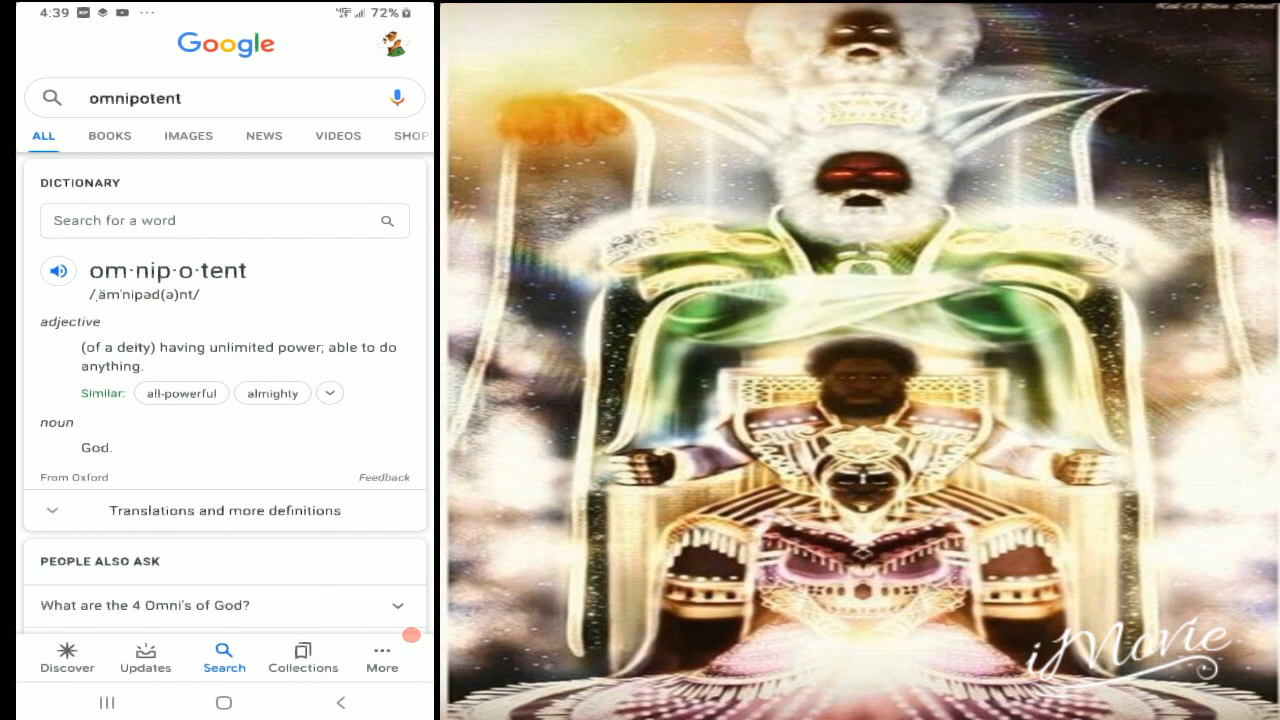 4:39
72%
Google
omnipotent
ALL BOOKS IMAGES NEWS VIDEOS SHOP
DICTIONARY
Search for a word
om·nip·o·tent
/ˌämˈnipəd(ə)nt/
adjective
(of a deity) having unlimited power; able to do
anything.
Similar: all-powerful almighty
noun
God.
From Oxford Feedback
Translations and more definitions
PEOPLE ALSO ASK
What are the 4 Omni's of God?
Discover Updates Search Collections More
iMovie